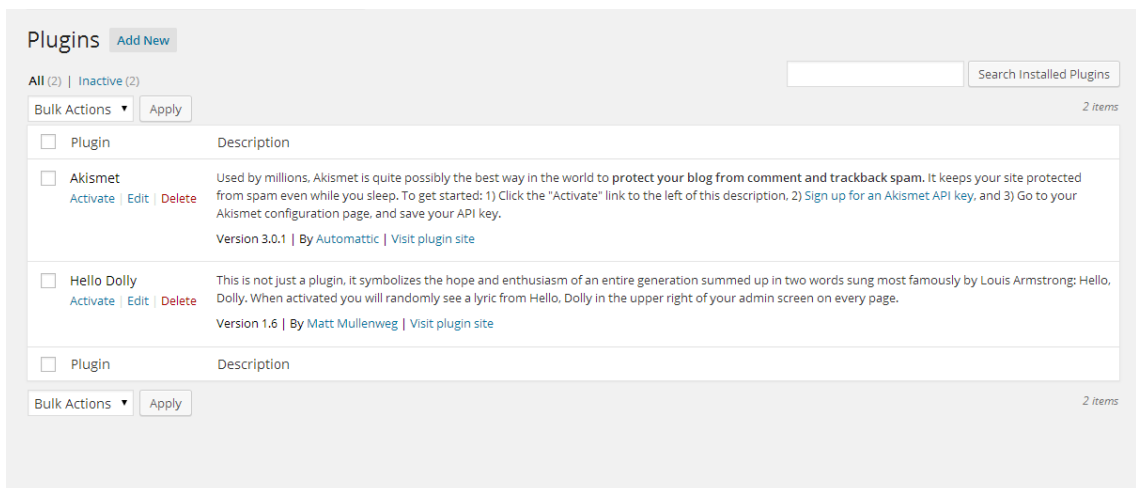 Plugins Add New
All (2) | Inactive (2)
Search Installed Plugins
Bulk Actions Apply
2 items
Plugin Description
Akismet
Activate | Edit | Delete
Used by millions, Akismet is quite possibly the best way in the world to protect your blog from comment and trackback spam. It keeps your site protected
from spam even while you sleep. To get started: 1) Click the "Activate" link to the left of this description, 2) Sign up for an Akismet API key, and 3) Go to your
Akismet configuration page, and save your API key.
Version 3.0.1 | By Automattic | Visit plugin site
Hello Dolly
Activate | Edit | Delete
This is not just a plugin, it symbolizes the hope and enthusiasm of an entire generation summed up in two words sung most famously by Louis Armstrong: Hello,
Dolly. When activated you will randomly see a lyric from Hello, Dolly in the upper right of your admin screen on every page.
Version 1.6 | By Matt Mullenweg | Visit plugin site
Plugin Description
Bulk Actions Apply
2 items